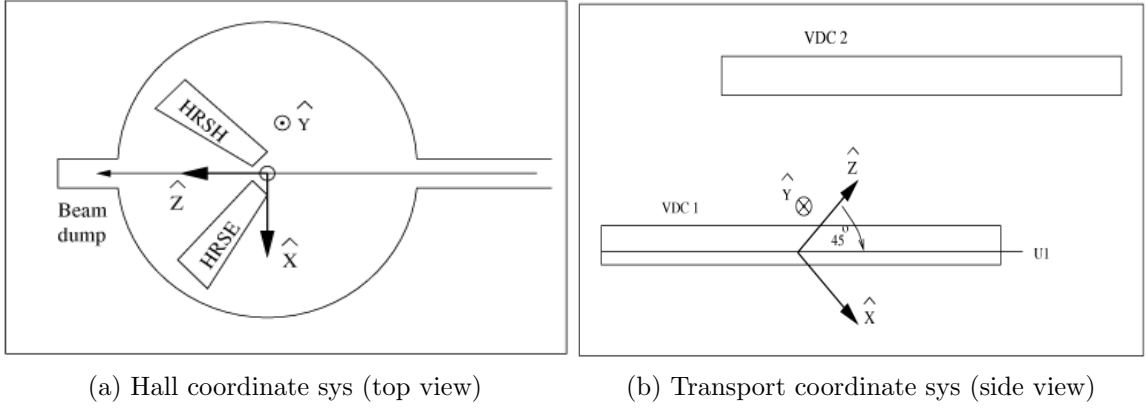 HRSH
^
Y
^
Z
Beam
dump
HRSE
^
X
(a) Hall coordinate sys (top view)
VDC 2
^
Z
^
Y
VDC 1
45°
U1
^
X
(b) Transport coordinate sys (side view)